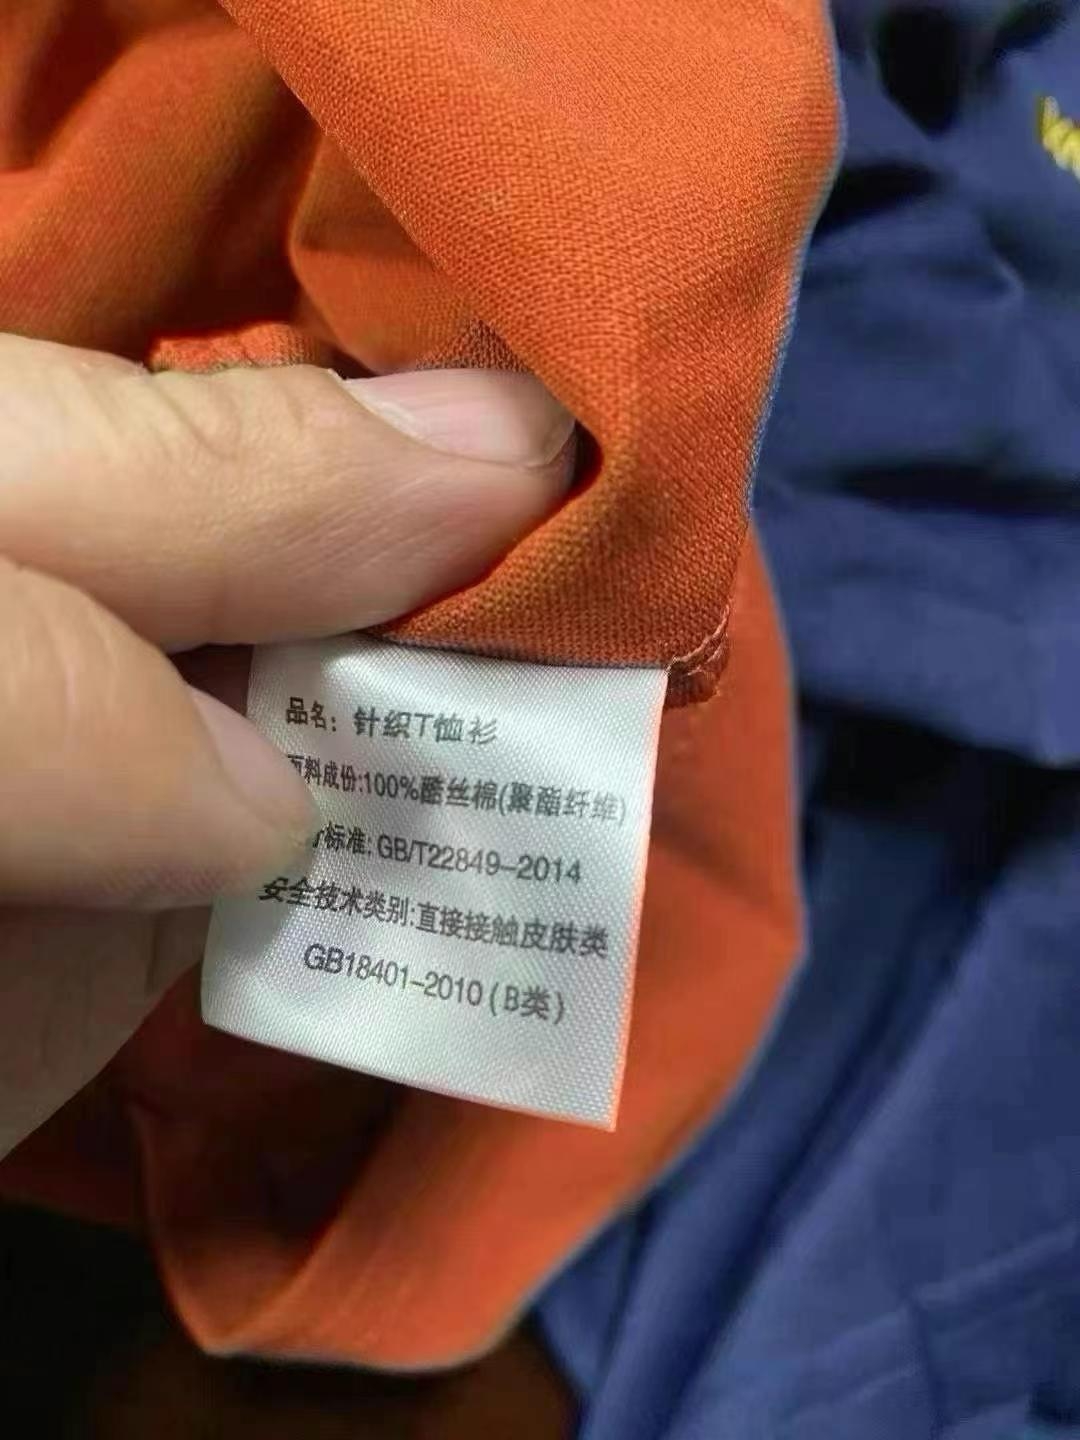 品名：针织T恤衫
面料成份:100%酷丝棉(聚酯纤维)
标准: GB/T22849-2014
安全技术类别:直接接触皮肤类
GB18401-2010 ( B类 )